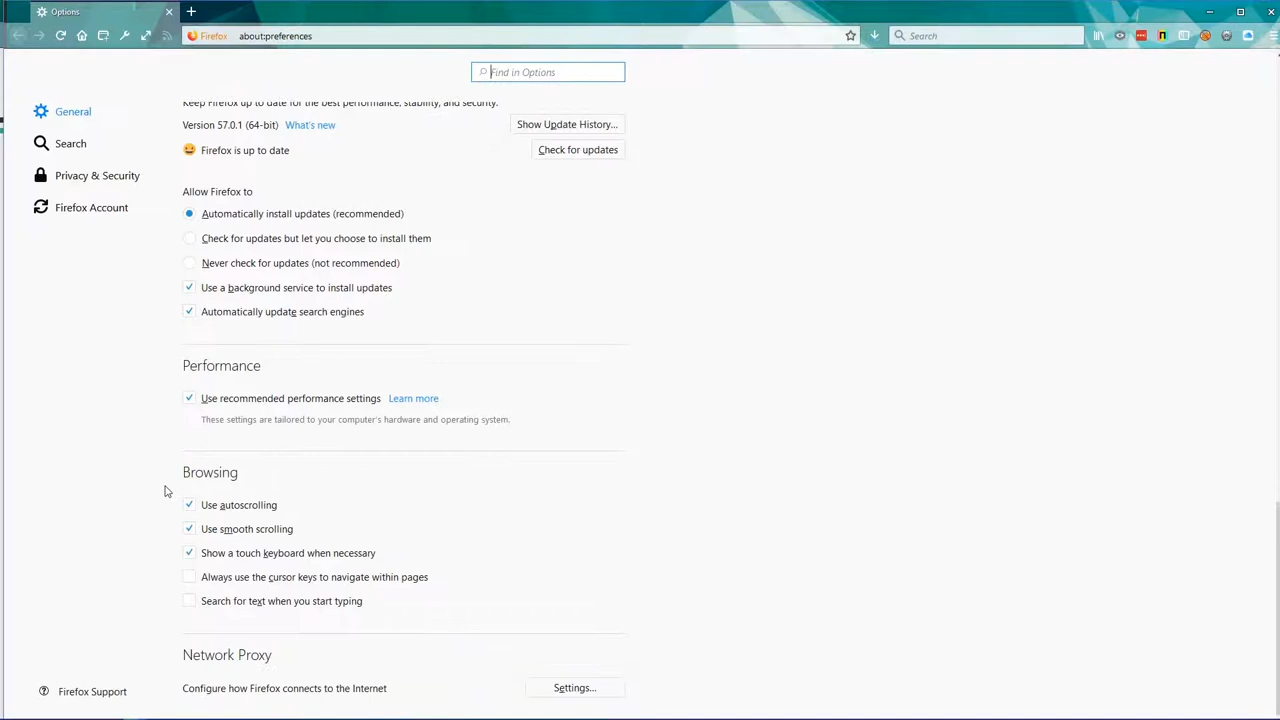 Options
Firefox about:preferences
Search
Find in Options
General
Search
Privacy & Security
Firefox Account
Keep Firefox up to date for the best performance, stability, and security.
Version 57.0.1 (64-bit) What's new
Show Update History...
Firefox is up to date
Check for updates
Allow Firefox to
Automatically install updates (recommended)
Check for updates but let you choose to install them
Never check for updates (not recommended)
Use a background service to install updates
Automatically update search engines
Performance
Use recommended performance settings Learn more
These settings are tailored to your computer's hardware and operating system.
Browsing
Use autoscrolling
Use smooth scrolling
Show a touch keyboard when necessary
Always use the cursor keys to navigate within pages
Search for text when you start typing
Network Proxy
Configure how Firefox connects to the Internet
Settings...
Firefox Support